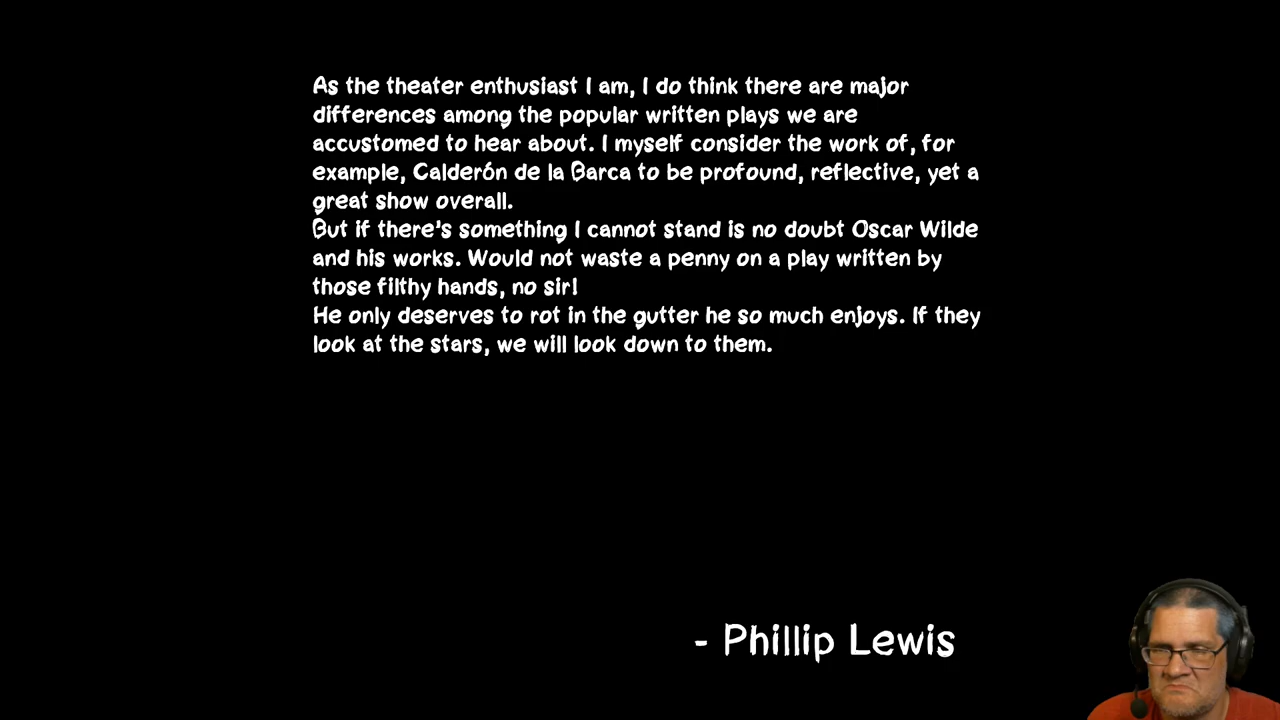 As the theater enthusiast I am, I do think there are major
differences among the popular written plays we are
accustomed to hear about. I myself consider the work of, for
example, Calderón de la Barca to be profound, reflective, yet a
great show overall.
But if there's something I cannot stand is no doubt Oscar Wilde
and his works. Would not waste a penny on a play written by
those filthy hands, no sir!
He only deserves to rot in the gutter he so much enjoys. If they
look at the stars, we will look down to them.
- Phillip Lewis